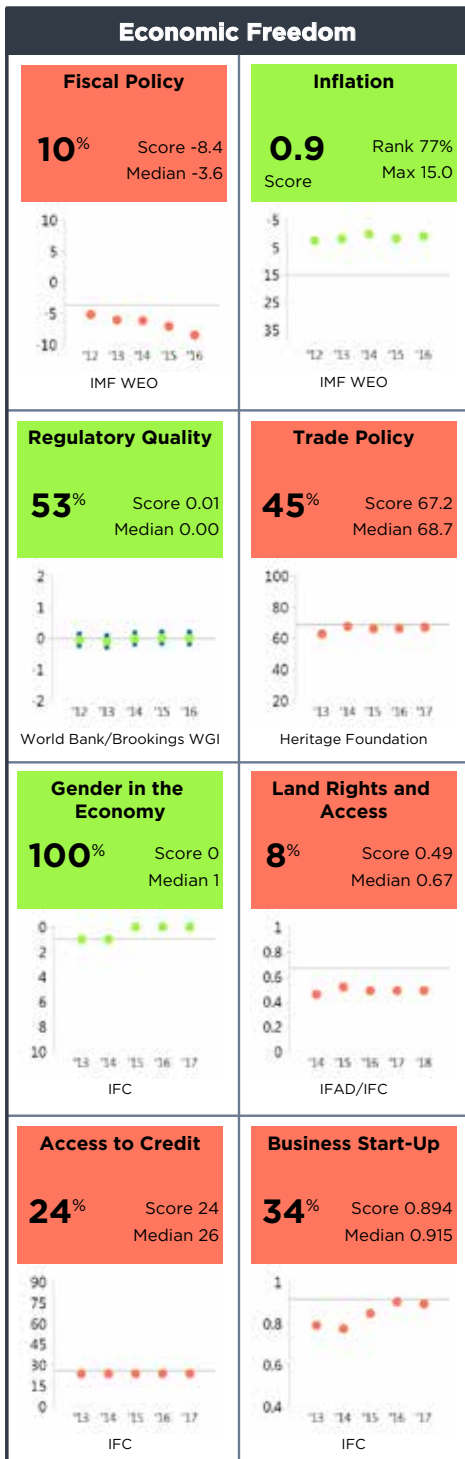 Economic Freedom
Fiscal Policy
10%
Score -8.4
Median -3.6
10
5
0
-5
-10
'12 '13 '14 '15 '16
IMF WEO
Inflation
0.9
Score
Rank 77%
Max 15.0
-5
5
15
25
35
'12 '13 '14 '15 '16
IMF WEO
Regulatory Quality
53%
Score 0.01
Median 0.00
2
1
0
-1
-2
'12 '13 '14 '15 '16
World Bank/Brookings WGI
Trade Policy
45%
Score 67.2
Median 68.7
100
80
60
40
20
'13 '14 '15 '16 '17
Heritage Foundation
Gender in the
Economy
100%
Score 0
Median 1
0
2
4
6
8
10
'13 '14 '15 '16 '17
IFC
Land Rights and
Access
8%
Score 0.49
Median 0.67
1
0.8
0.6
0.4
0.2
0
'14 '15 '16 '17 '18
IFAD/IFC
Access to Credit
24%
Score 24
Median 26
90
75
60
45
30
15
0
'13 '14 '15 '16 '17
IFC
Business Start-Up
34%
Score 0.894
Median 0.915
1
0.8
0.6
0.4
'13 '14 '15 '16 '17
IFC